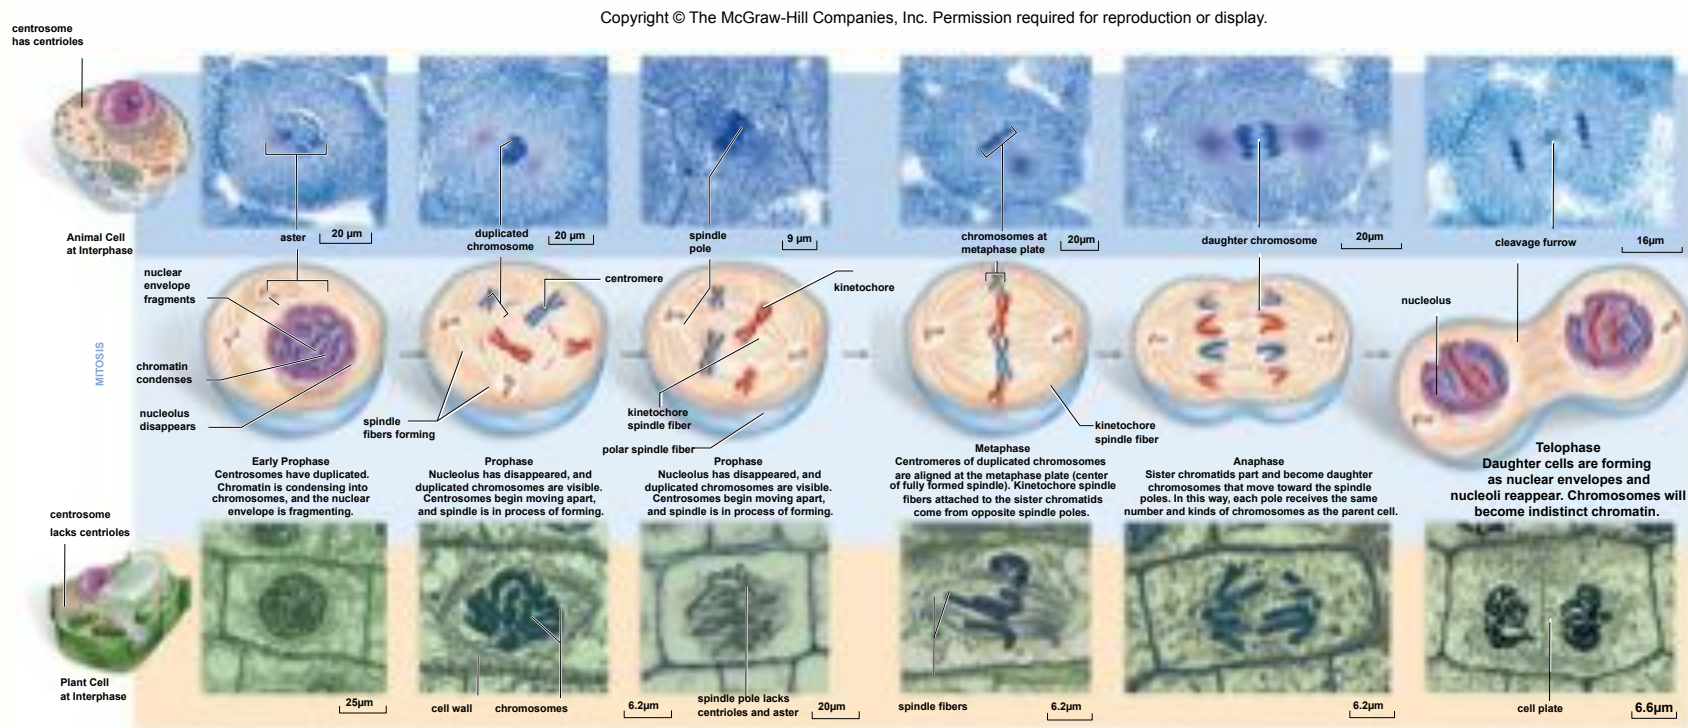 Copyright © The McGraw-Hill Companies, Inc. Permission required for reproduction or display.
centrosome
has centrioles
Animal Cell
at Interphase
aster
20 µm
duplicated
chromosome
20 µm
spindle
pole
9 µm
chromosomes at
metaphase plate
20µm
daughter chromosome
20µm
cleavage furrow
16µm
MITOSIS
nuclear
envelope
fragments
chromatin
condenses
nucleolus
disappears
centromere
spindle
fibers forming
kinetochore
kinetochore
spindle fiber
polar spindle fiber
kinetochore
spindle fiber
nucleolus
Early Prophase
Centrosomes have duplicated.
Chromatin is condensing into
chromosomes, and the nuclear
envelope is fragmenting.
Prophase
Nucleolus has disappeared, and
duplicated chromosomes are visible.
Centrosomes begin moving apart,
and spindle is in process of forming.
Prophase
Nucleolus has disappeared, and
duplicated chromosomes are visible.
Centrosomes begin moving apart,
and spindle is in process of forming.
Metaphase
Centromeres of duplicated chromosomes
are aligned at the metaphase plate (center
of fully formed spindle). Kinetochore spindle
fibers attached to the sister chromatids
come from opposite spindle poles.
Anaphase
Sister chromatids part and become daughter
chromosomes that move toward the spindle
poles. In this way, each pole receives the same
number and kinds of chromosomes as the parent cell.
Telophase
Daughter cells are forming
as nuclear envelopes and
nucleoli reappear. Chromosomes will
become indistinct chromatin.
centrosome
lacks centrioles
Plant Cell
at Interphase
25µm
cell wall
chromosomes
6.2µm
spindle pole lacks
centrioles and aster
20µm
spindle fibers
6.2µm
6.2µm
cell plate
6.6µm